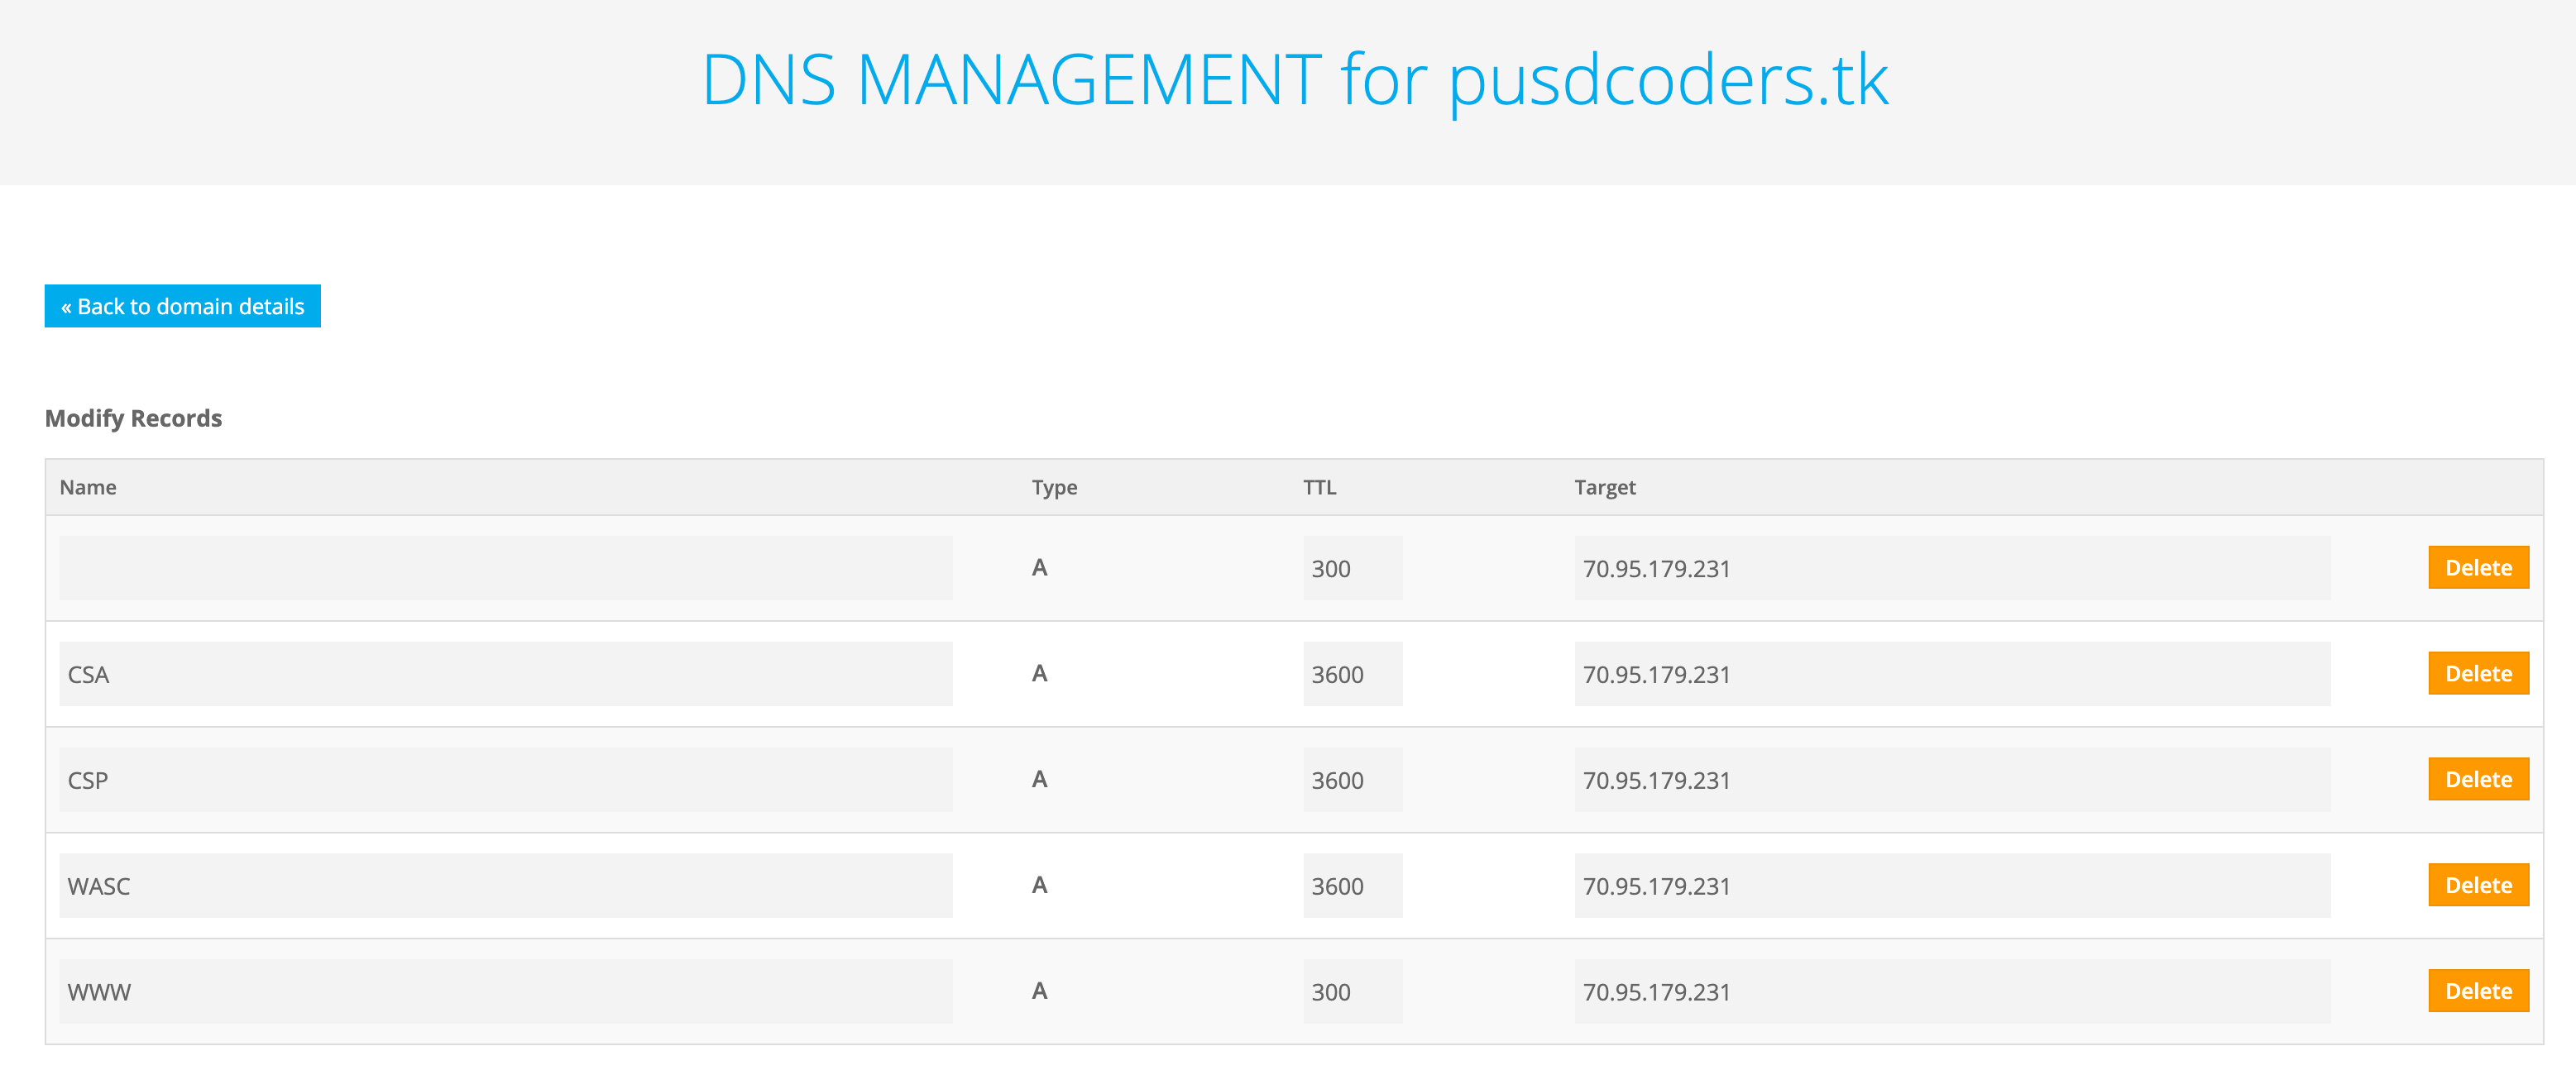 DNS MANAGEMENT for pusdcoders.tk
« Back to domain details
Modify Records
Name Type TTL Target
A 300 70.95.179.231 Delete
CSA A 3600 70.95.179.231 Delete
CSP A 3600 70.95.179.231 Delete
WASC A 3600 70.95.179.231 Delete
WWW A 300 70.95.179.231 Delete